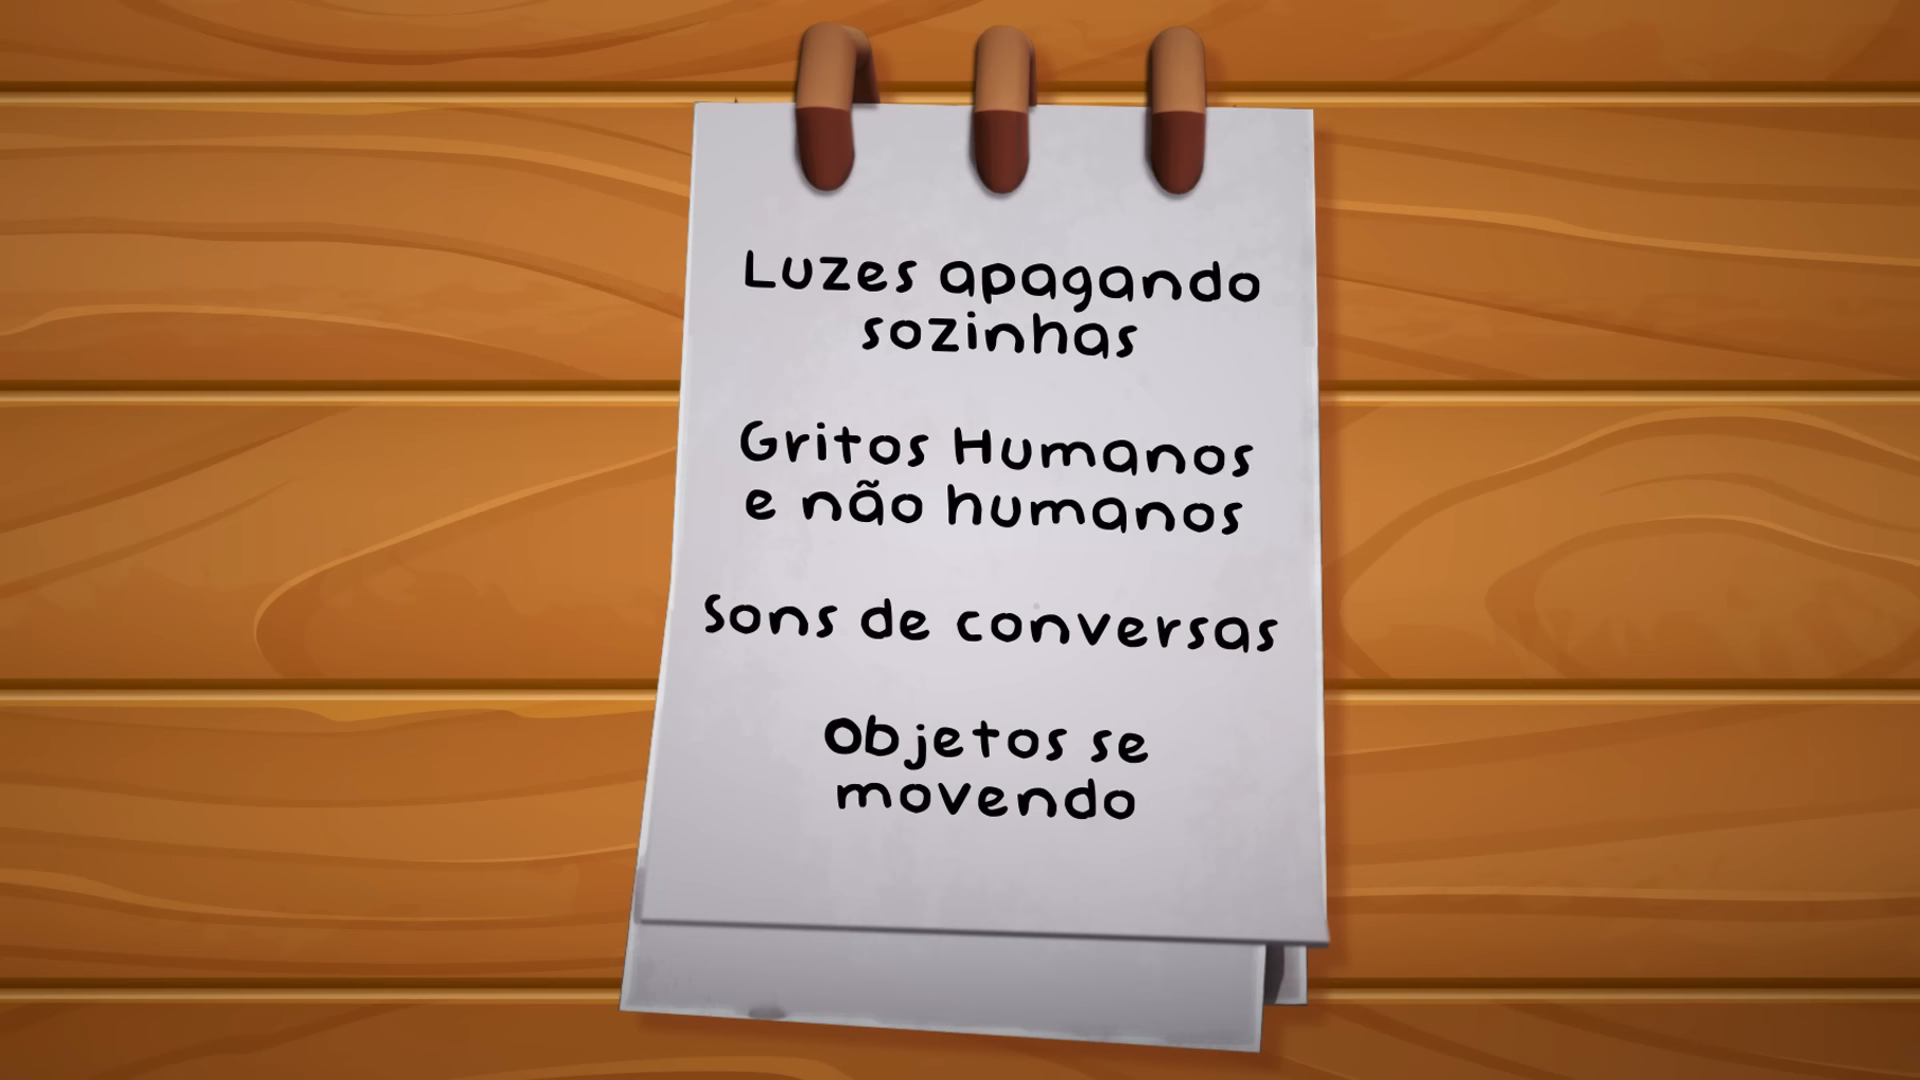 Luzes apagando
sozinhas
Gritos Humanos
e não humanos
Sons de conversas
Objetos se
movendo